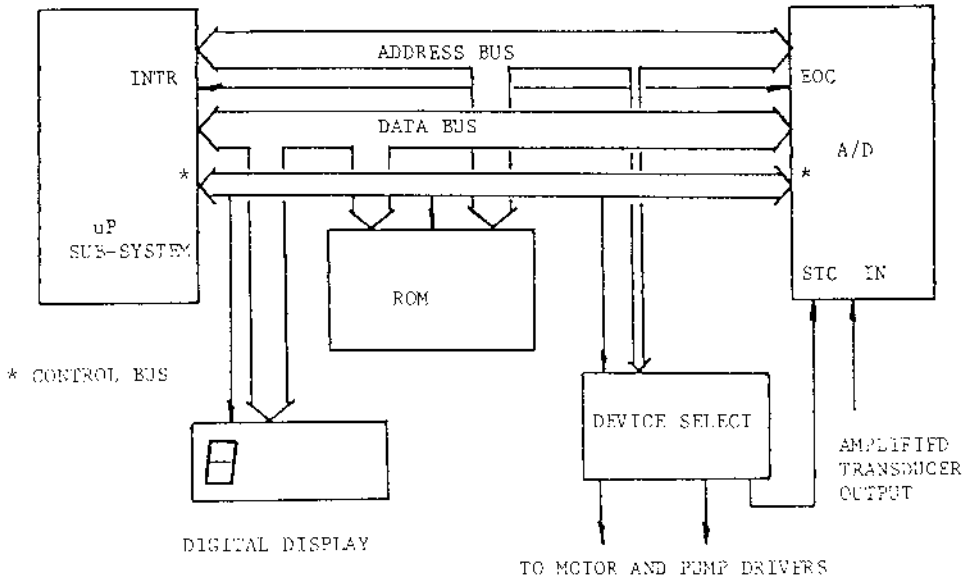 ADDRESS BUS
INTR
EOC
DATA BUS
A/D
*
*
uP
SUB-SYSTEM
STC IN
ROM
* CONTROL BUS
DEVICE SELECT
AMPLIFIED
TRANSDUCER
OUTPUT
DIGITAL DISPLAY
TO MOTOR AND PUMP DRIVERS